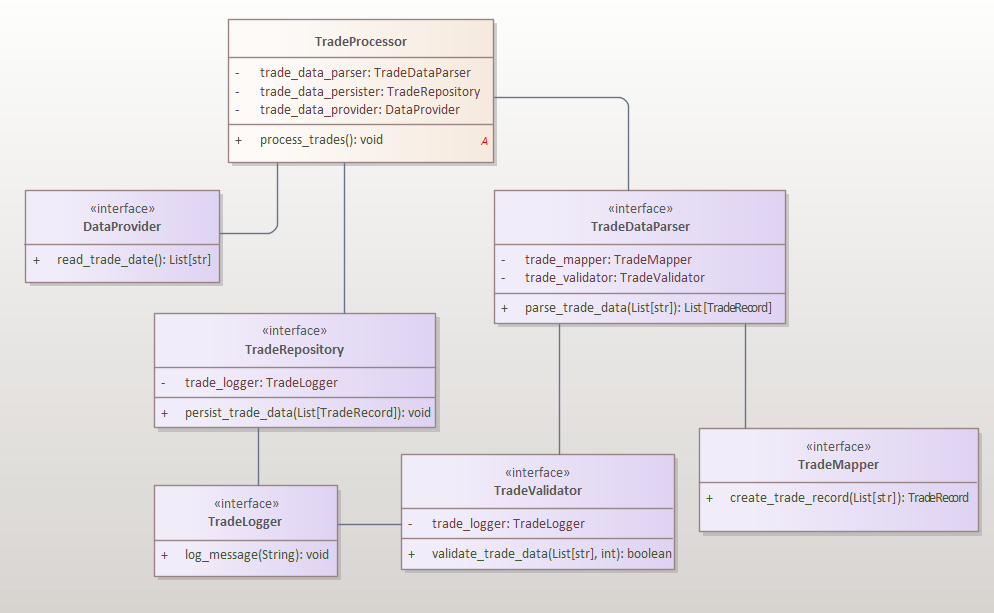 TradeProcessor
- trade_data_parser: TradeDataParser
- trade_data_persister: TradeRepository
- trade_data_provider: DataProvider
+ process_trades(): void A
«interface»
DataProvider
+ read_trade_date(): List[str]
«interface»
TradeDataParser
- trade_mapper: TradeMapper
- trade_validator: TradeValidator
+ parse_trade_data(List[str]): List[TradeRecord]
«interface»
TradeRepository
- trade_logger: TradeLogger
+ persist_trade_data(List[TradeRecord]): void
«interface»
TradeMapper
+ create_trade_record(List[str]): TradeRecord
«interface»
TradeValidator
- trade_logger: TradeLogger
+ validate_trade_data(List[str], int): boolean
«interface»
TradeLogger
+ log_message(String): void